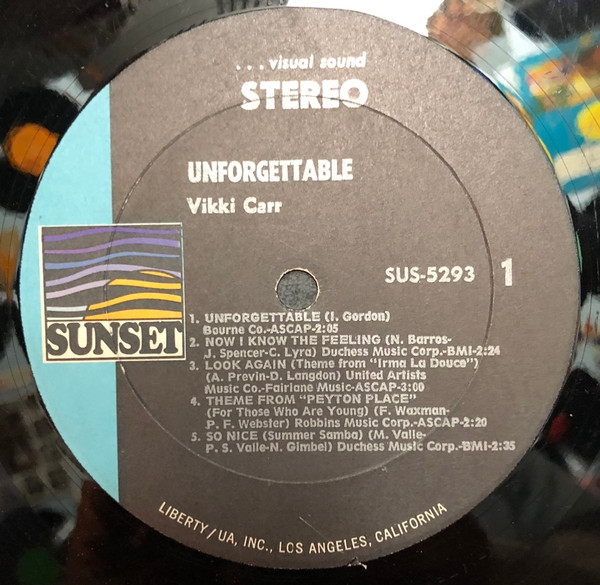 ...visual sound
STEREO
UNFORGETTABLE
Vikki Carr
SUS-5293 1
SUNSET
1. UNFORGETTABLE (I. Gordon)
Bourne Co.-ASCAP-2:05
2. NOW I KNOW THE FEELING (N. Barros-
J. Spencer-C. Lyra) Duchess Music Corp.-BMI-2:24
3. LOOK AGAIN (Theme from "Irma La Douce")
(A. Previn-D. Langdon) United Artists
Music Co.-Fairlane Music-ASCAP-3:00
4. THEME FROM "PEYTON PLACE"
(For Those Who Are Young) (F. Waxman-
P. F. Webster) Robbins Music Corp.-ASCAP-2:20
5. SO NICE (Summer Samba) (M. Valle-
P. S. Valle-N. Gimbel) Duchess Music Corp.-BMI-2:35
LIBERTY/UA, INC., LOS ANGELES, CALIFORNIA